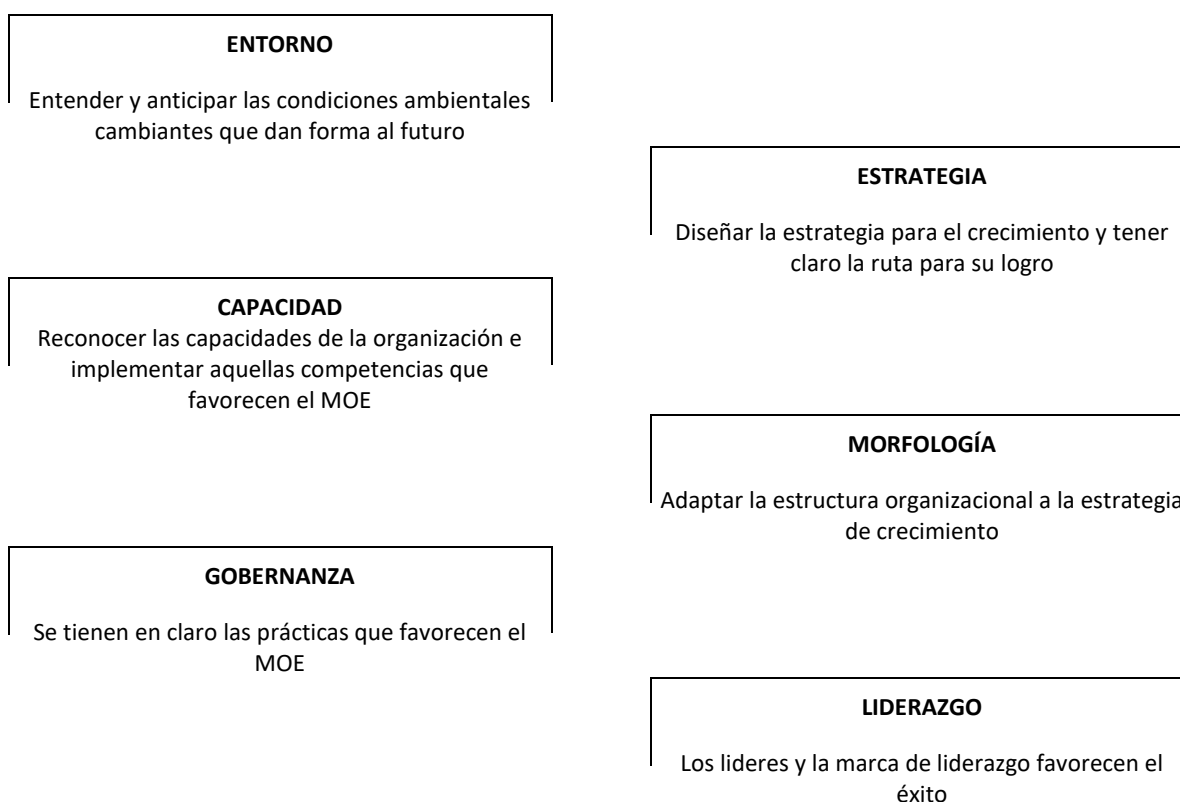 ENTORNO
Entender y anticipar las condiciones ambientales
cambiantes que dan forma al futuro
ESTRATEGIA
Diseñar la estrategia para el crecimiento y tener
claro la ruta para su logro
CAPACIDAD
Reconocer las capacidades de la organización e
implementar aquellas competencias que
favorecen el MOE
MORFOLOGÍA
Adaptar la estructura organizacional a la estrategia
de crecimiento
GOBERNANZA
Se tienen en claro las prácticas que favorecen el
MOE
LIDERAZGO
Los lideres y la marca de liderazgo favorecen el
éxito